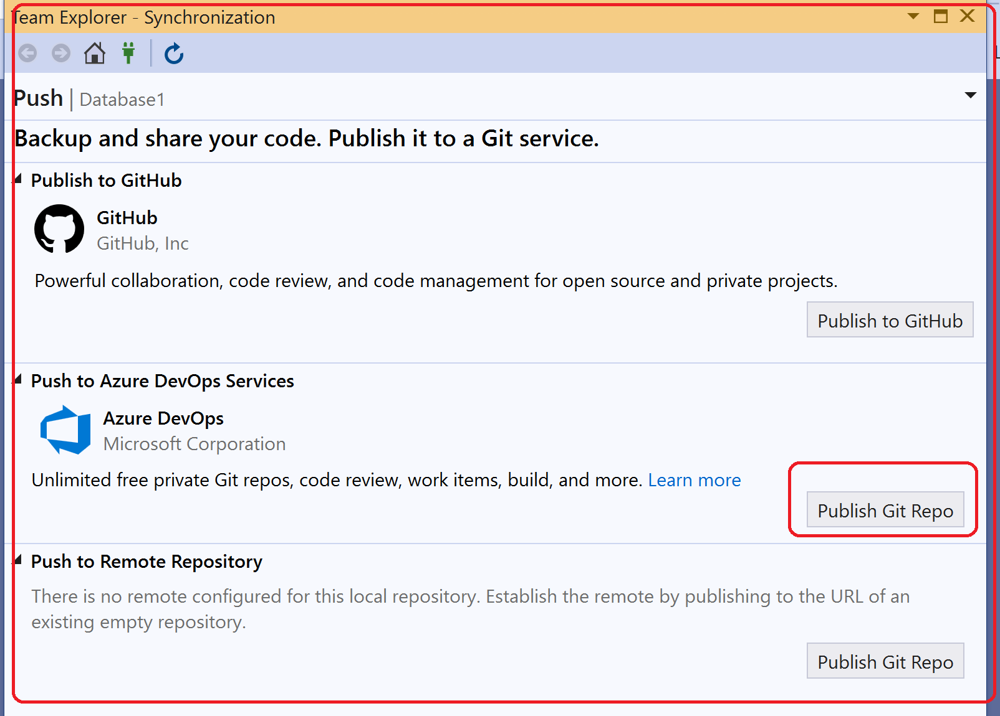 Team Explorer - Synchronization
Push | Database1
Backup and share your code. Publish it to a Git service.
Publish to GitHub
GitHub
GitHub, Inc
Powerful collaboration, code review, and code management for open source and private projects.
Publish to GitHub
Push to Azure DevOps Services
Azure DevOps
Microsoft Corporation
Unlimited free private Git repos, code review, work items, build, and more. Learn more
Publish Git Repo
Push to Remote Repository
There is no remote configured for this local repository. Establish the remote by publishing to the URL of an
existing empty repository.
Publish Git Repo